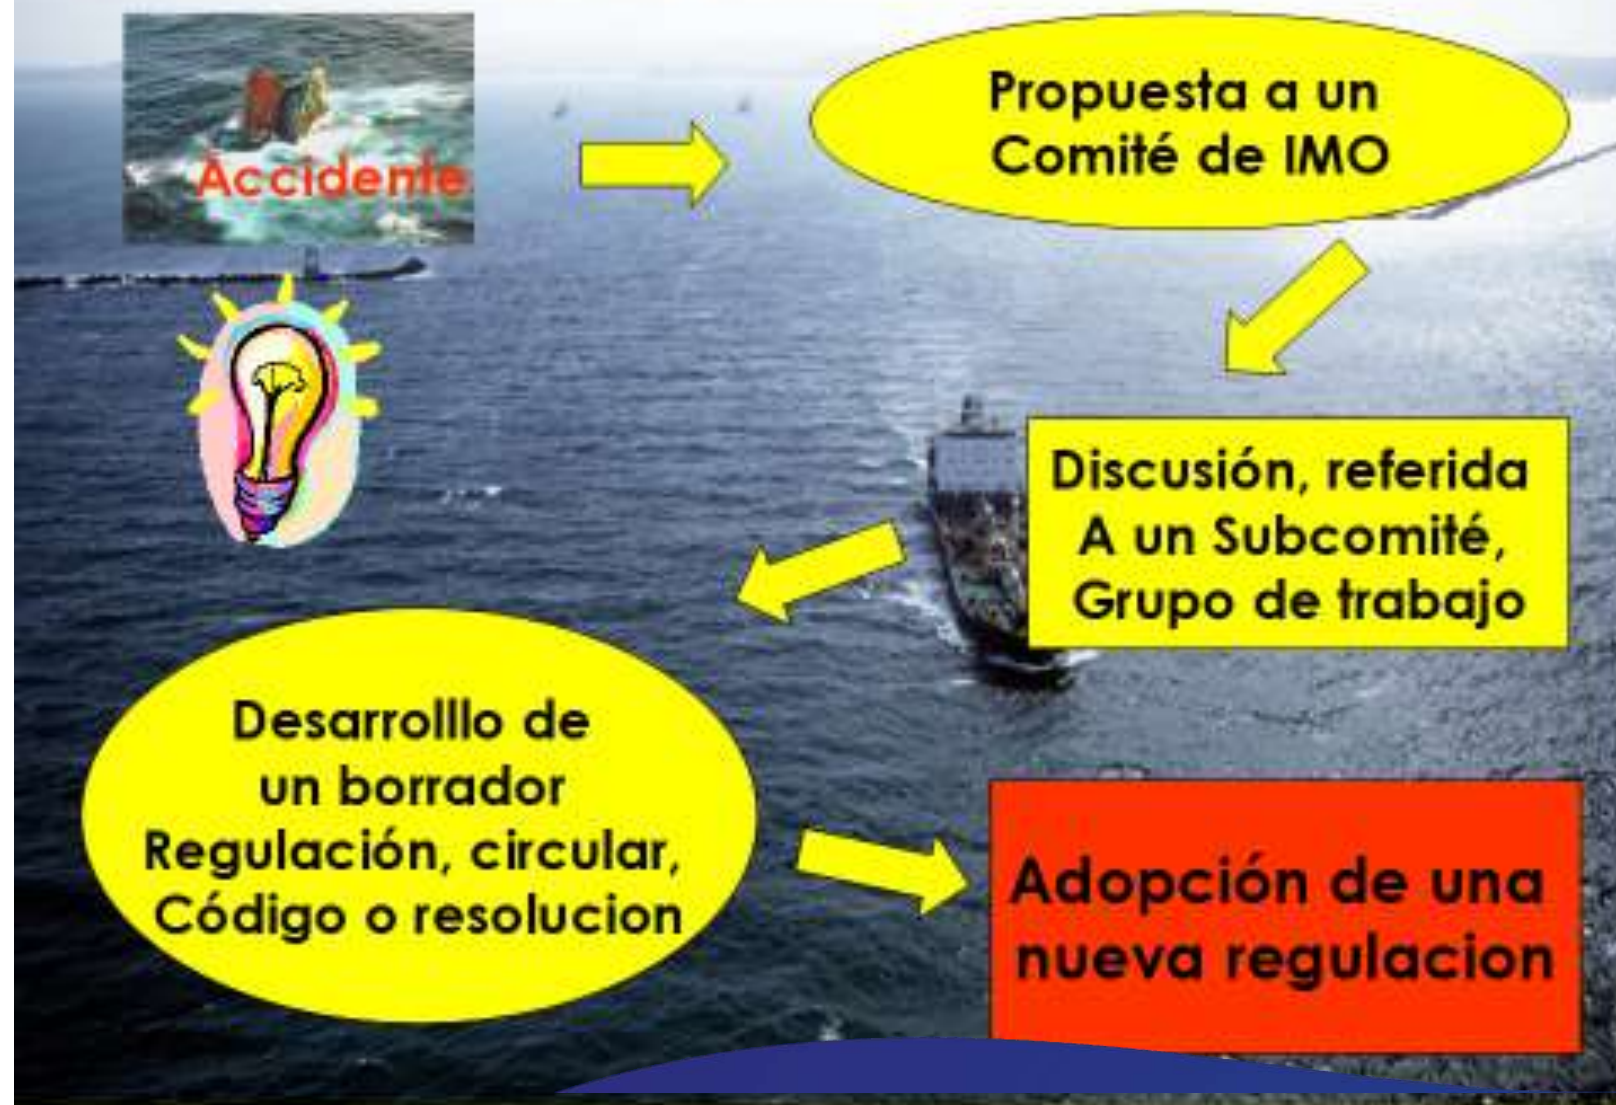 Accidente
Propuesta a un
Comité de IMO
Discusión, referida
A un Subcomité,
Grupo de trabajo
Desarrolllo de
un borrador
Regulación, circular,
Código o resolucion
Adopción de una
nueva regulacion